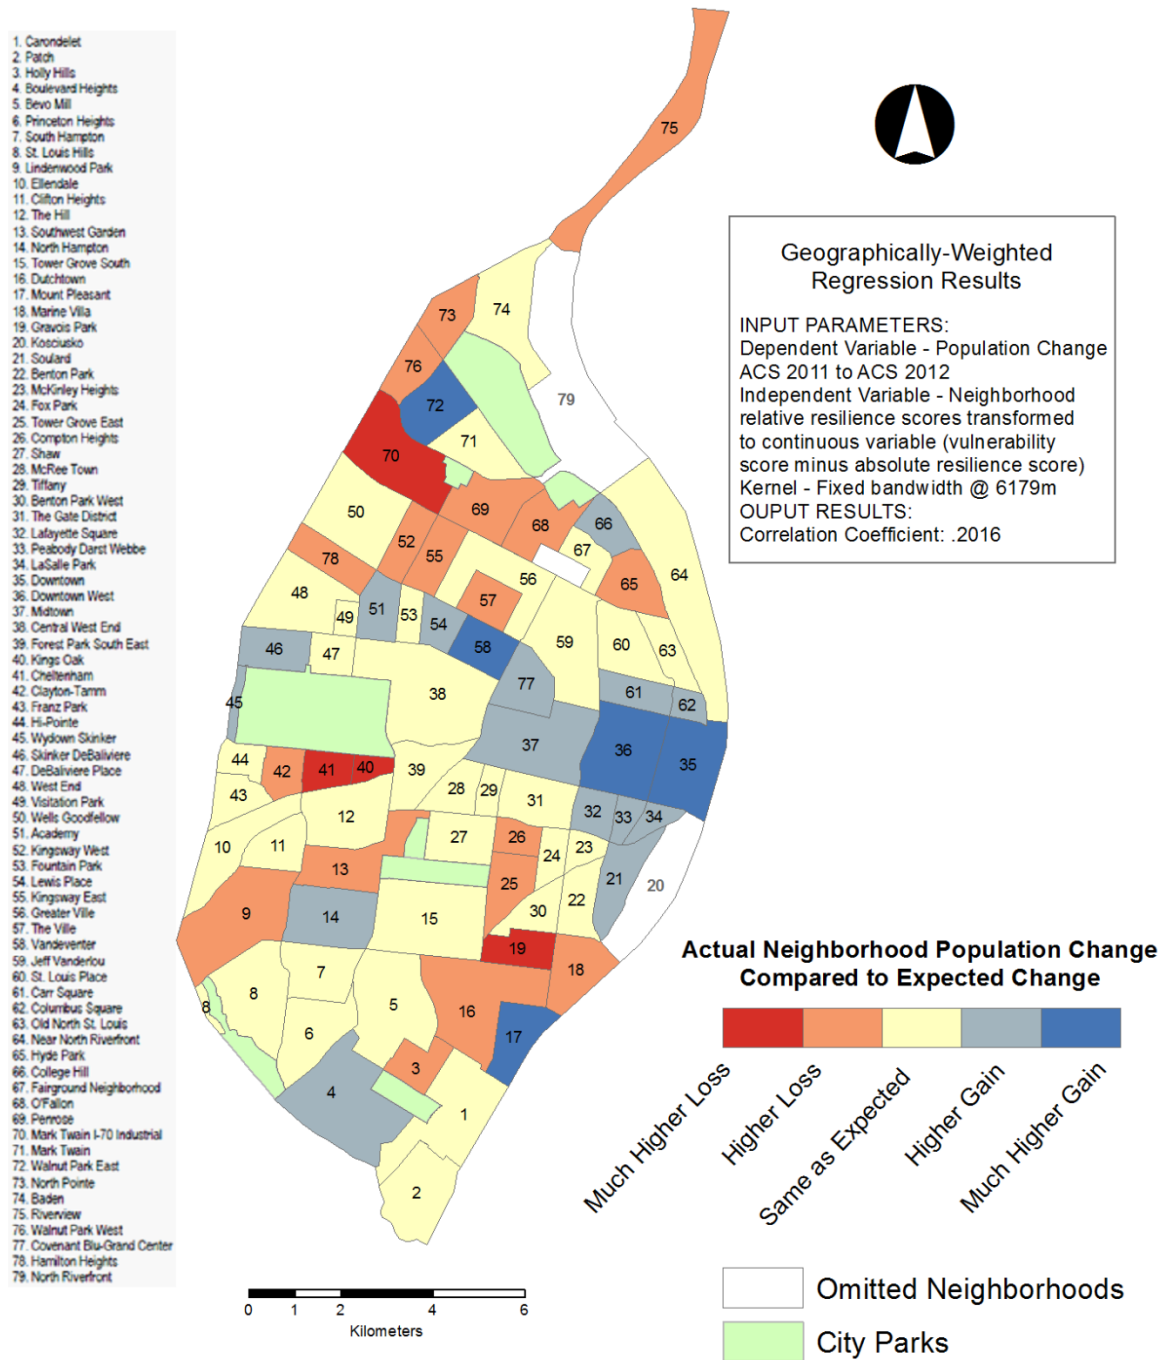 1. Carondelet
2. Patch
3. Holly Hills
4. Boulevard Heights
5. Bevo Mill
6. Princeton Heights
7. South Hampton
8. St. Louis Hills
9. Lindenwood Park
10. Ellendale
11. Clifton Heights
12. The Hill
13. Southwest Garden
14. North Hampton
15. Tower Grove South
16. Dutchtown
17. Mount Pleasant
18. Marine Villa
19. Gravois Park
20. Kosciusko
21. Soulard
22. Benton Park
23. McKinley Heights
24. Fox Park
25. Tower Grove East
26. Compton Heights
27. Shaw
28. McRee Town
29. Tiffany
30. Benton Park West
31. The Gate District
32. Lafayette Square
33. Peabody Darst Webbe
34. LaSalle Park
35. Downtown
36. Downtown West
37. Midtown
38. Central West End
39. Forest Park South East
40. Kings Oak
41. Cheltenham
42. Clayton-Tamm
43. Franz Park
44. Hi-Pointe
45. Wydown Skinker
46. Skinker DeBaliviere
47. DeBaliviere Place
48. West End
49. Visitation Park
50. Wells Goodfellow
51. Academy
52. Kingsway West
53. Fountain Park
54. Lewis Place
55. Kingsway East
56. Greater Ville
57. The Ville
58. Vandeventer
59. Jeff Vanderlou
60. St. Louis Place
61. Carr Square
62. Columbus Square
63. Old North St. Louis
64. Near North Riverfront
65. Hyde Park
66. College Hill
67. Fairground Neighborhood
68. O'Fallon
69. Penrose
70. Mark Twain I-70 Industrial
71. Mark Twain
72. Walnut Park East
73. North Pointe
74. Baden
75. Riverview
76. Walnut Park West
77. Covenant Blu-Grand Center
78. Hamilton Heights
79. North Riverfront
75
74
73
76
79
72
71
70
69
50
68
66
67
52
55
78
56
64
65
57
48
51
53
49
54
59
60
58
46
47
63
77
38
61
62
45
37
36
35
44
42
41
40
39
43
28
29
31
12
32
33
34
27
26
23
10
11
24
13
25
21
20
22
30
9
14
15
19
18
7
8
5
8
16
6
17
3
4
1
2
Geographically-Weighted
Regression Results
INPUT PARAMETERS:
Dependent Variable - Population Change
ACS 2011 to ACS 2012
Independent Variable - Neighborhood
relative resilience scores transformed
to continuous variable (vulnerability
score minus absolute resilience score)
Kernel - Fixed bandwidth @ 6179m
OUPUT RESULTS:
Correlation Coefficient: .2016
Actual Neighborhood Population Change
Compared to Expected Change
Much Higher Loss
Higher Loss
Same as Expected
Higher Gain
Much Higher Gain
Omitted Neighborhoods
City Parks
0 1 2 4 6
Kilometers